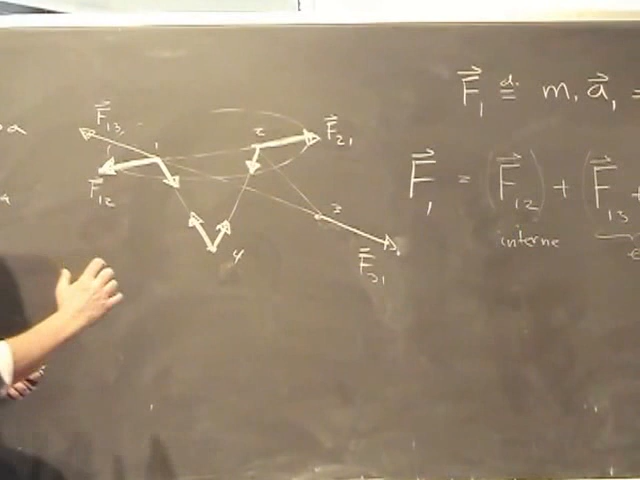 a
F⃗₁₃
1
F⃗₁₂
2
F⃗₂₁
3
F⃗₃₁
4
F⃗₁ ≝ m₁ a⃗₁ =
F⃗₁ = (F⃗₁₂) + (F⃗₁₃ +
interne
e